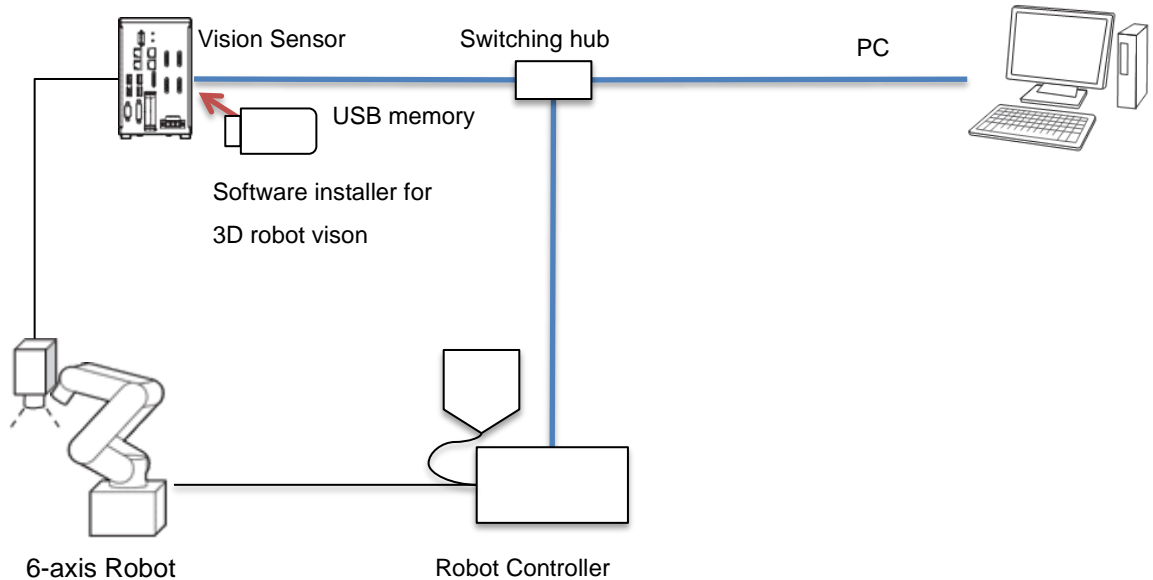 Vision Sensor
Switching hub
PC
USB memory
Software installer for
3D robot vison
6-axis Robot
Robot Controller